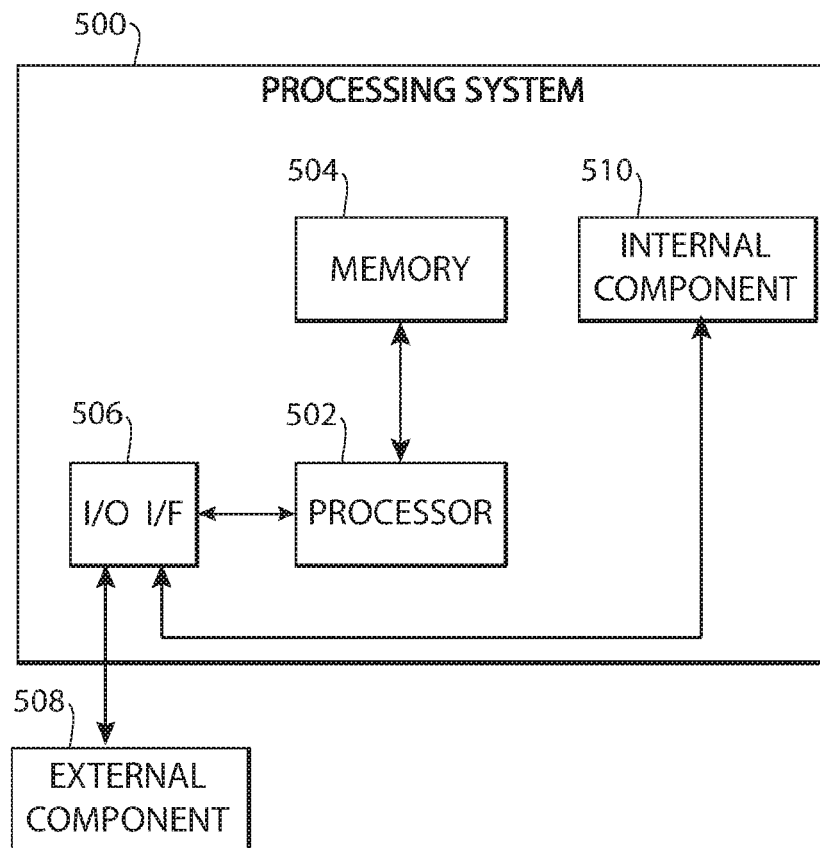 500
PROCESSING SYSTEM
504
510
MEMORY
INTERNAL
COMPONENT
506
502
I/O I/F
PROCESSOR
508
EXTERNAL
COMPONENT